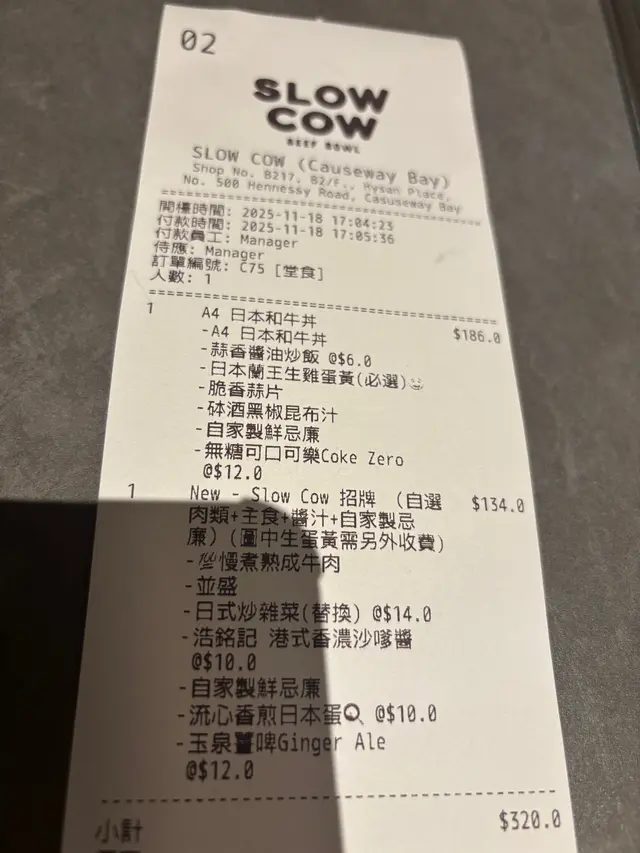 02
SLOW
COW
BEEF BOWL
SLOW COW (Causeway Bay)
Shop No. B217, B2/F., Hysan Place,
No. 500 Hennessy Road, Casuseway Bay
開檯時間: 2025-11-18 17:04:23
付款時間: 2025-11-18 17:05:36
付款員工: Manager
侍應: Manager
訂單編號: C75 [堂食]
人數: 1
1 A4 日本和牛丼 $186.0
-A4 日本和牛丼
-蒜香醬油炒飯 @$6.0
-日本蘭王生雞蛋黃(必選)
-脆香蒜片
-砵酒黑椒昆布汁
-自家製鮮忌廉
-無糖可口可樂Coke Zero
@$12.0
1 New - Slow Cow 招牌 (自選 $134.0
肉類+主食+醬汁+自家製忌
廉) (圖中生蛋黃需另外收費)
-慢煮熟成牛肉
-並盛
-日式炒雜菜(替換) @$14.0
-浩銘記 港式香濃沙嗲醬
@$10.0
-自家製鮮忌廉
-流心香煎日本蛋🍳 @$10.0
-玉泉薑啤Ginger Ale
@$12.0
小計 $320.0